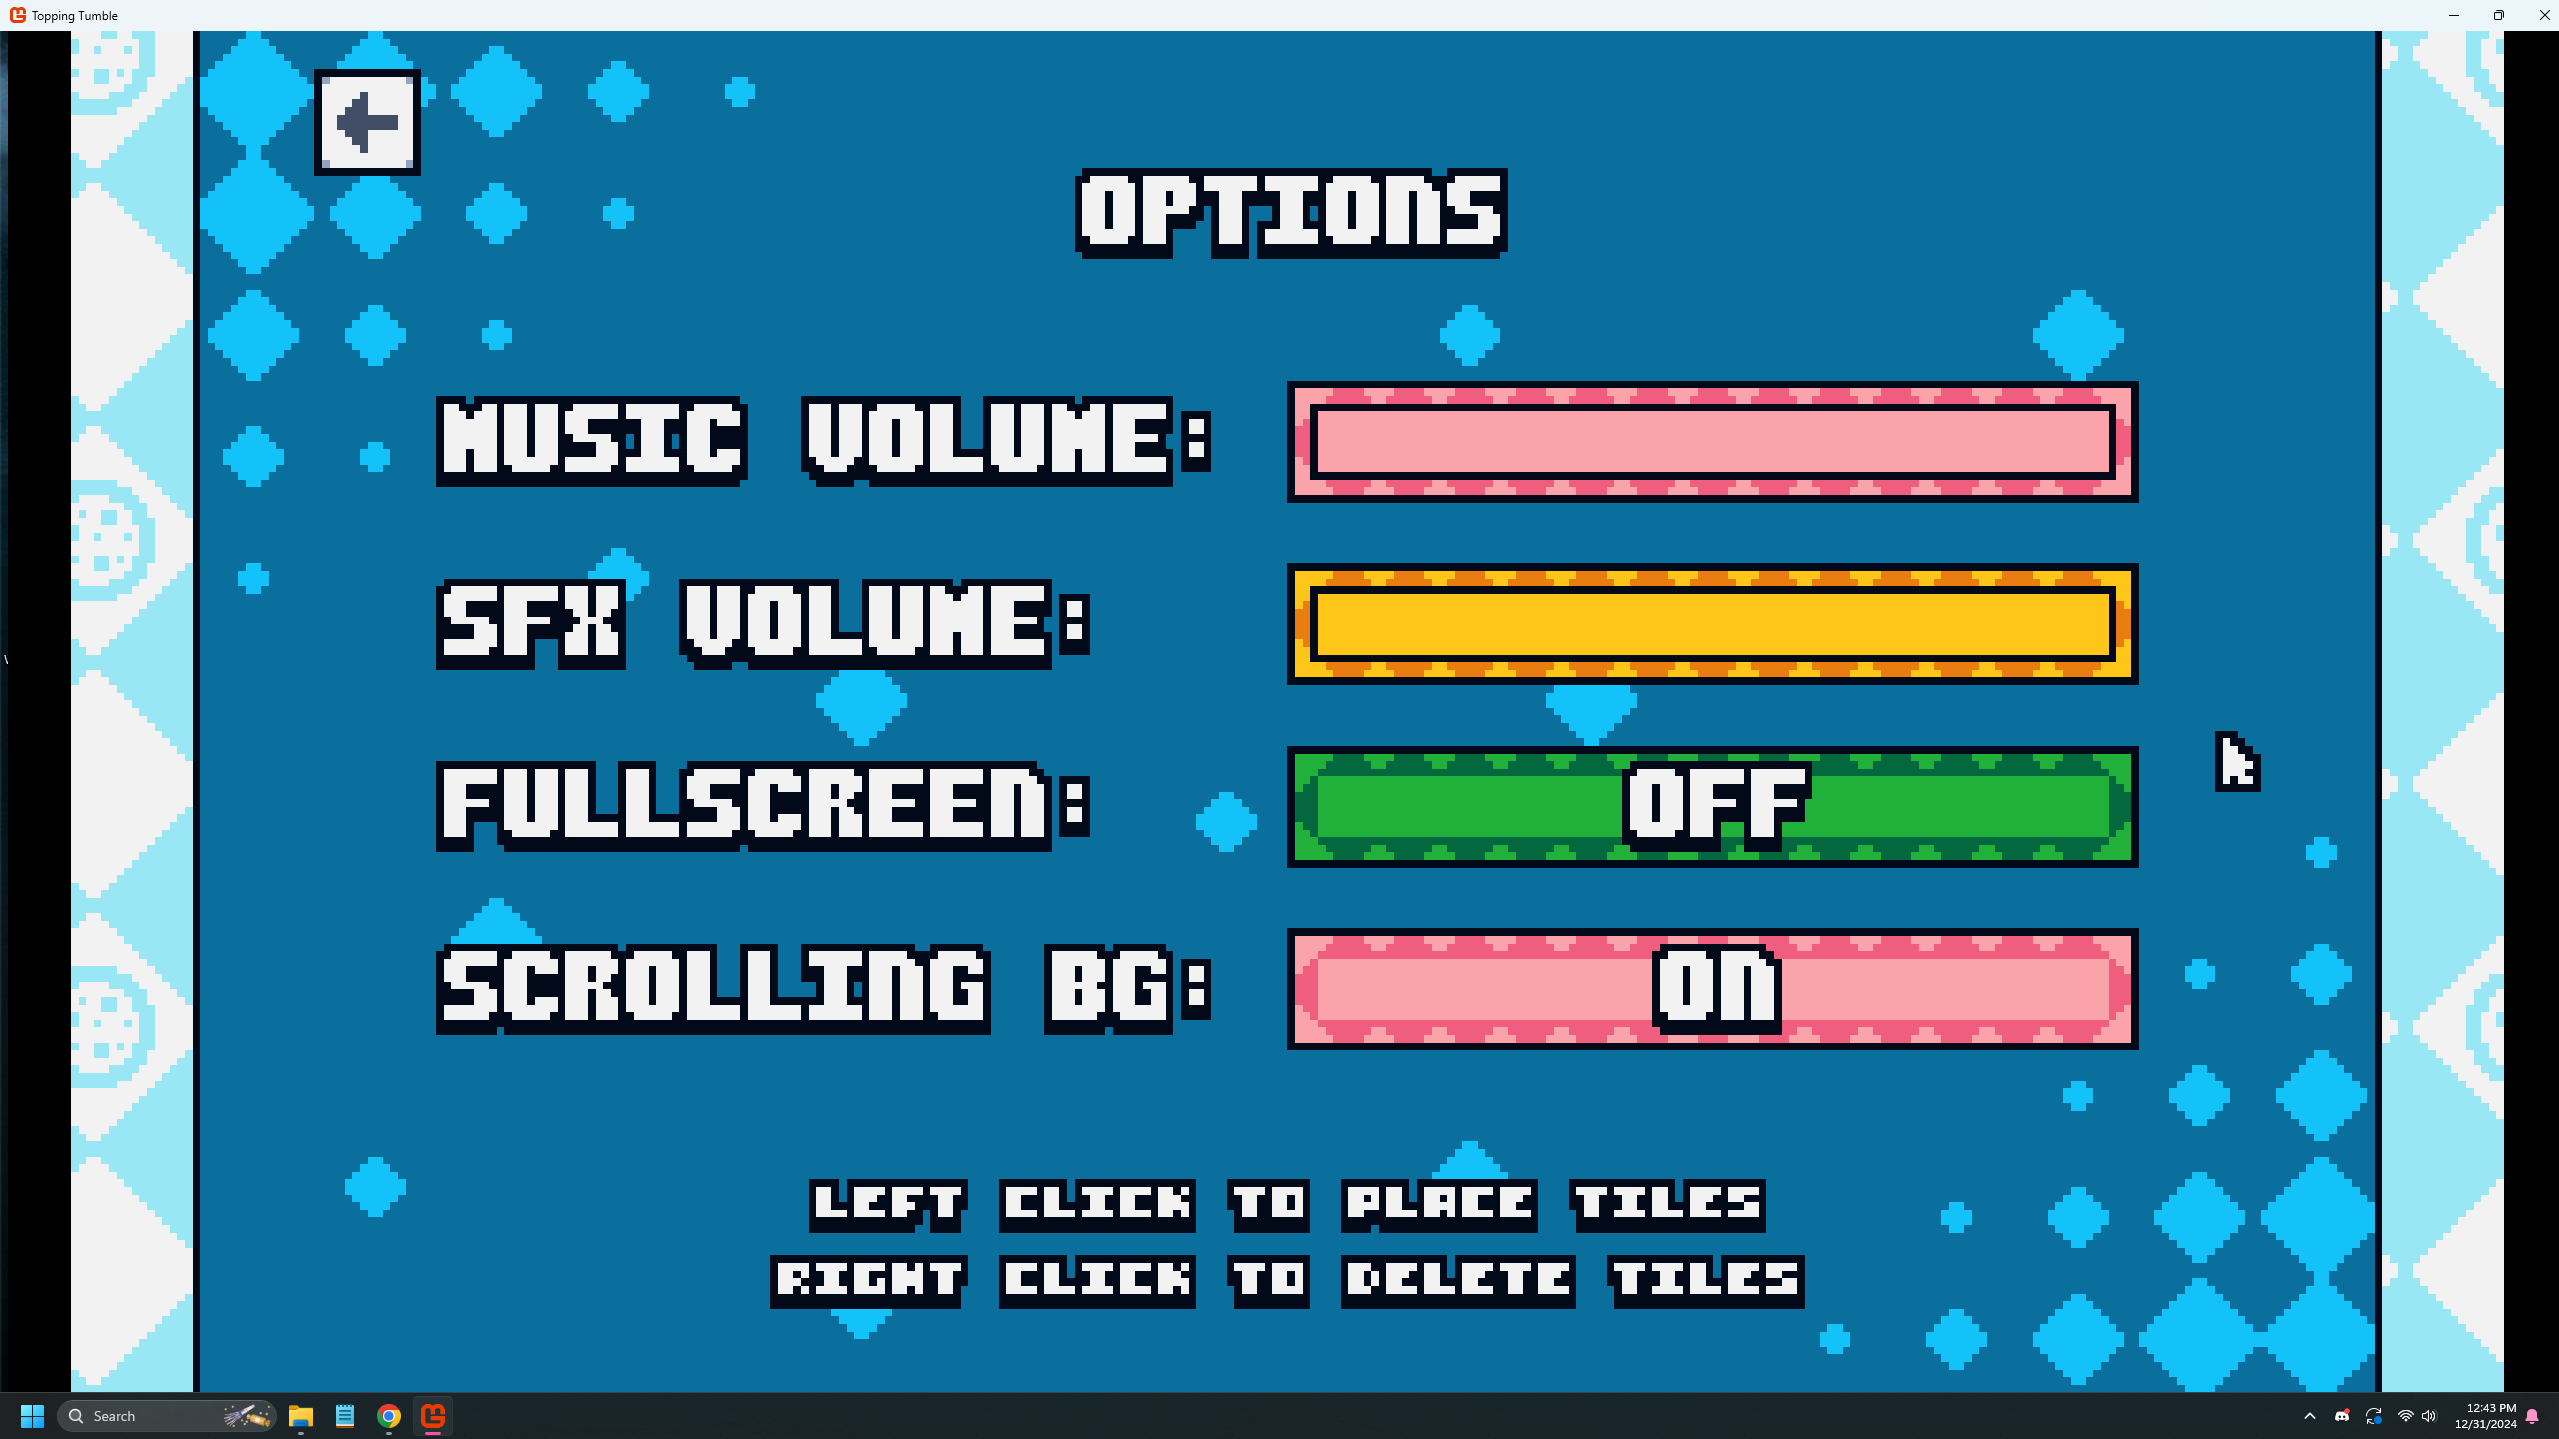 Topping Tumble
OPTIONS
MUSIC VOLUME:
SFX VOLUME:
FULLSCREEN: OFF
SCROLLING BG: ON
LEFT CLICK TO PLACE TILES
RIGHT CLICK TO DELETE TILES
Search
12:43 PM
12/31/2024